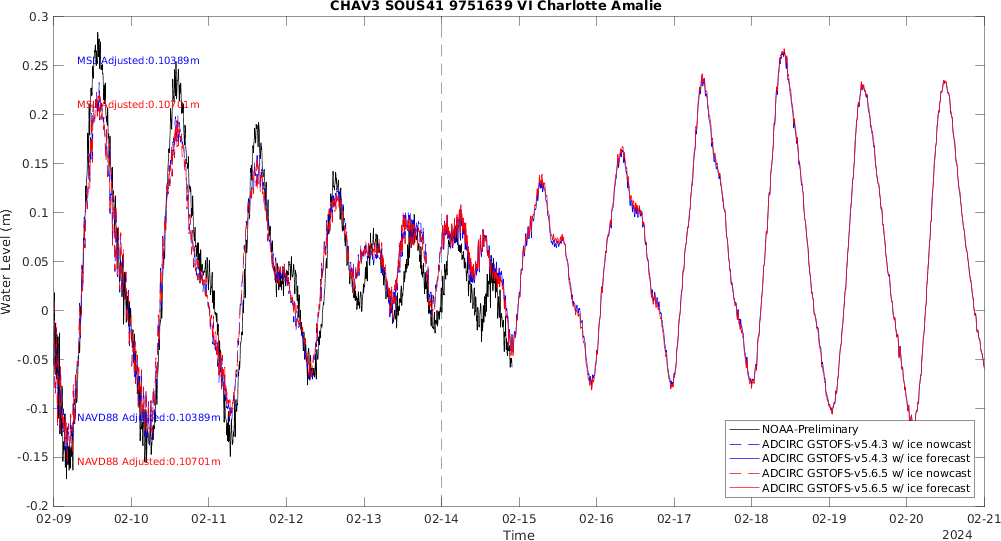 CHAV3 SOUS41 9751639 VI Charlotte Amalie
0.3
0.25
0.2
0.15
0.1
0.05
0
-0.05
-0.1
-0.15
-0.2
Water Level (m)
MSL Adjusted:0.10389m
MSL Adjusted:0.10701m
NAVD88 Adjusted:0.10389m
NAVD88 Adjusted:0.10701m
NOAA-Preliminary
ADCIRC GSTOFS-v5.4.3 w/ ice nowcast
ADCIRC GSTOFS-v5.4.3 w/ ice forecast
ADCIRC GSTOFS-v5.6.5 w/ ice nowcast
ADCIRC GSTOFS-v5.6.5 w/ ice forecast
02-09 02-10 02-11 02-12 02-13 02-14 02-15 02-16 02-17 02-18 02-19 02-20 02-21
Time
2024